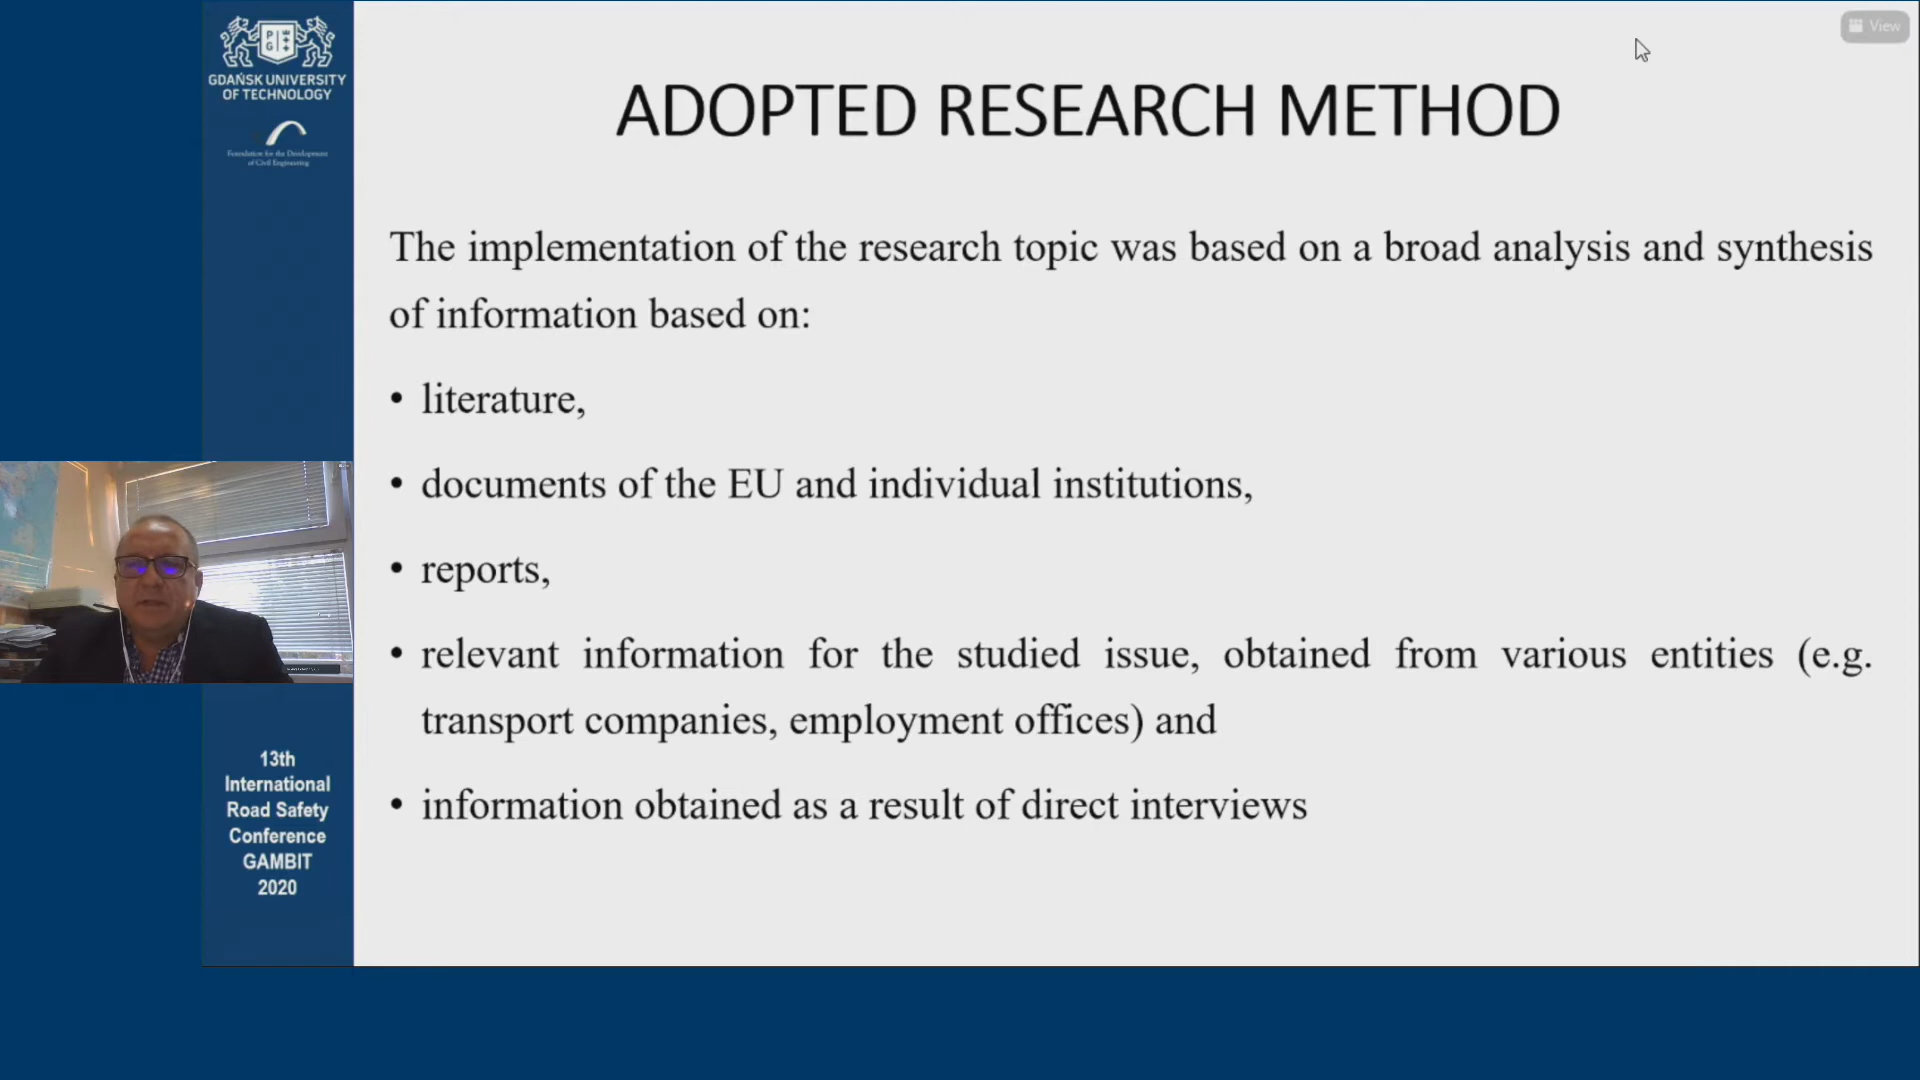 GDAŃSK UNIVERSITY
OF TECHNOLOGY
Foundation for the Development
of Civil Engineering
View
ADOPTED RESEARCH METHOD
The implementation of the research topic was based on a broad analysis and synthesis
of information based on:
• literature,
• documents of the EU and individual institutions,
• reports,
• relevant information for the studied issue, obtained from various entities (e.g.
transport companies, employment offices) and
• information obtained as a result of direct interviews
13th
International
Road Safety
Conference
GAMBIT
2020